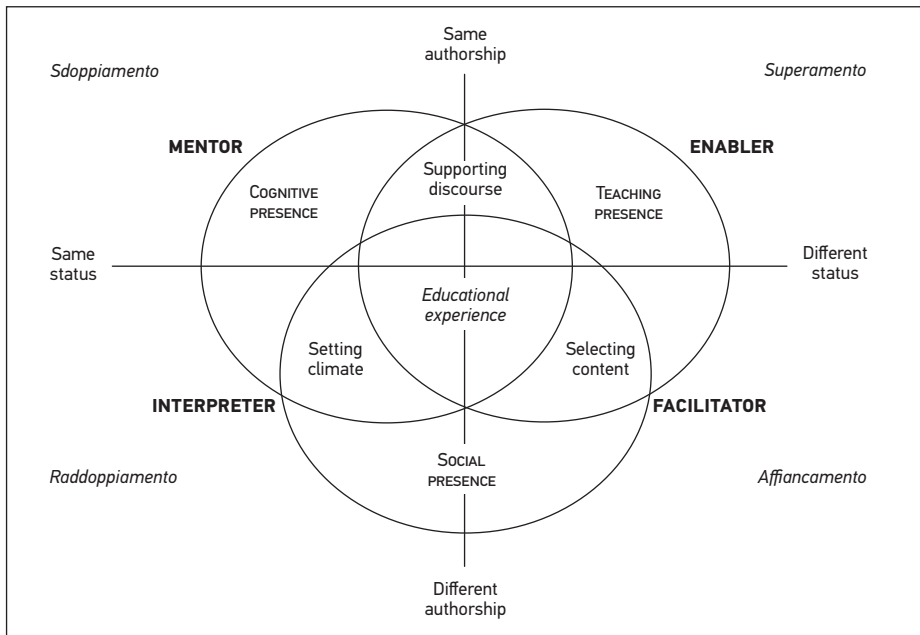 Same
authorship
Sdoppiamento
Superamento
MENTOR
ENABLER
Supporting
discourse
COGNITIVE
PRESENCE
TEACHING
PRESENCE
Same
status
Different
status
Educational
experience
Setting
climate
Selecting
content
INTERPRETER
FACILITATOR
SOCIAL
PRESENCE
Raddoppiamento
Affiancamento
Different
authorship